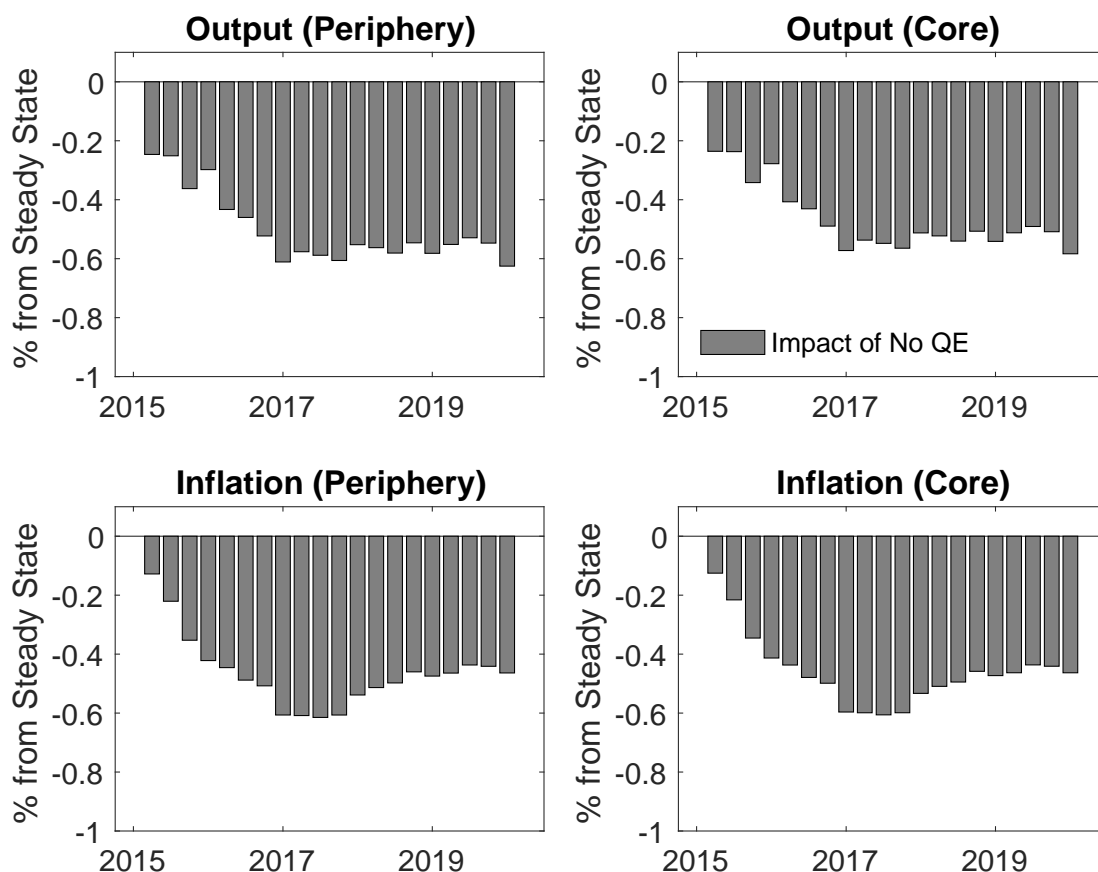 Output (Periphery)
% from Steady State
0
-0.2
-0.4
-0.6
-0.8
-1
2015 2017 2019
Output (Core)
% from Steady State
0
-0.2
-0.4
-0.6
-0.8
-1
Impact of No QE
2015 2017 2019
Inflation (Periphery)
% from Steady State
0
-0.2
-0.4
-0.6
-0.8
-1
2015 2017 2019
Inflation (Core)
% from Steady State
0
-0.2
-0.4
-0.6
-0.8
-1
2015 2017 2019